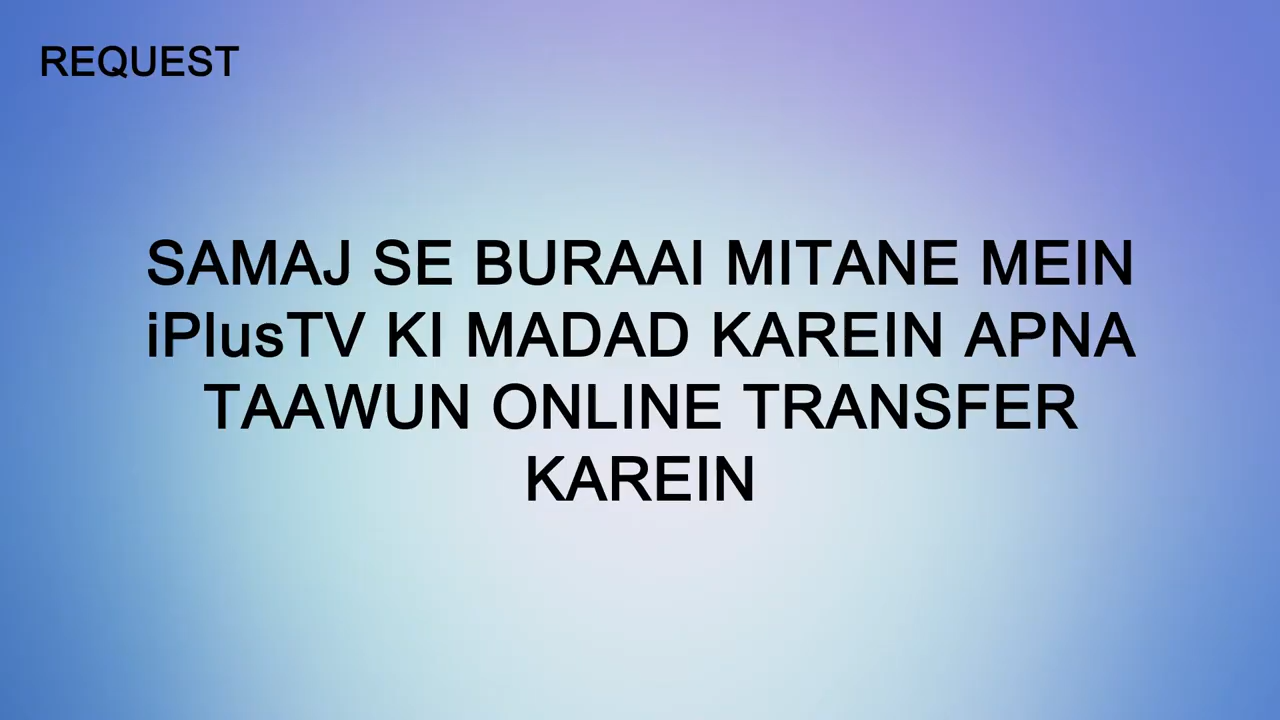 REQUEST
SAMAJ SE BURAAI MITANE MEIN
iPlusTV KI MADAD KAREIN APNA
TAAWUN ONLINE TRANSFER
KAREIN